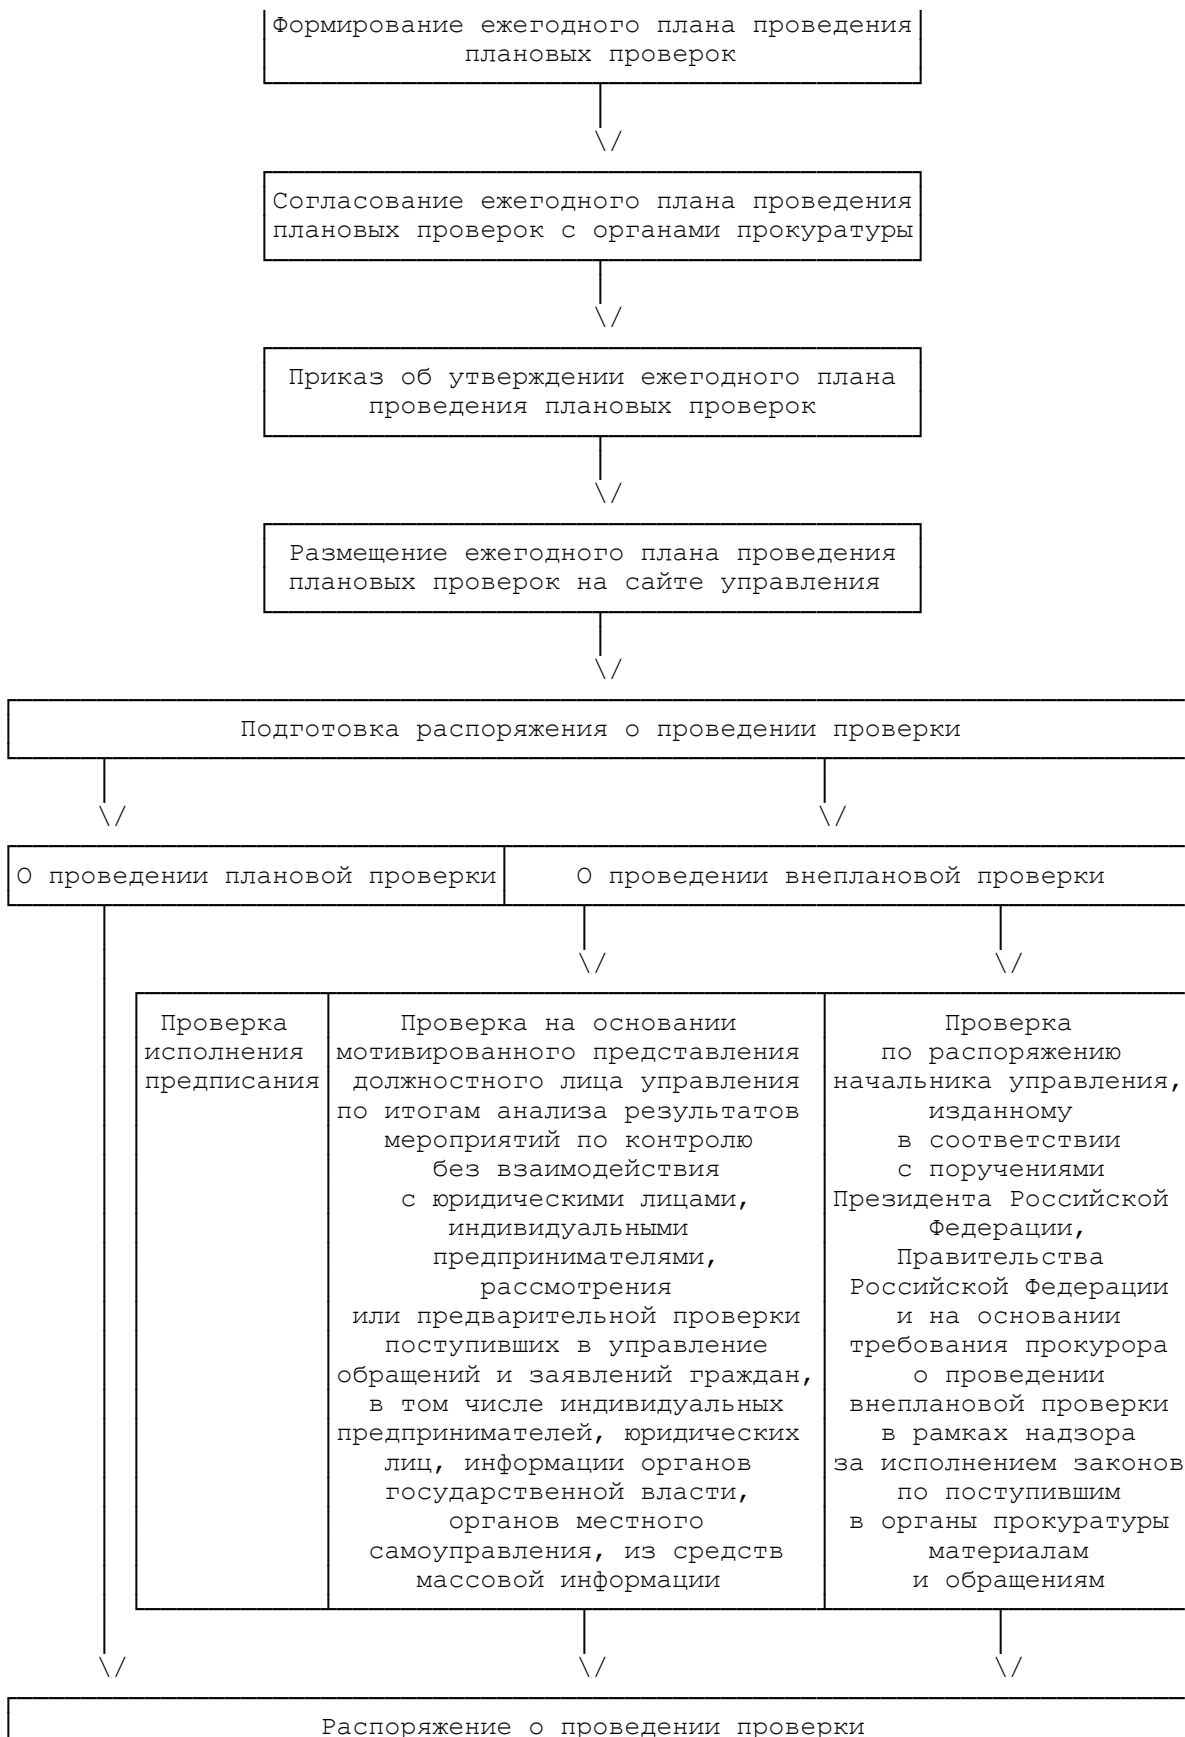 Формирование ежегодного плана проведения
плановых проверок
\/
Согласование ежегодного плана проведения
плановых проверок с органами прокуратуры
\/
Приказ об утверждении ежегодного плана
проведения плановых проверок
\/
Размещение ежегодного плана проведения
плановых проверок на сайте управления
\/
Подготовка распоряжения о проведении проверки
\/ \/
О проведении плановой проверки О проведении внеплановой проверки
\/ \/
Проверка
исполнения
предписания
Проверка на основании
мотивированного представления
должностного лица управления
по итогам анализа результатов
мероприятий по контролю
без взаимодействия
с юридическими лицами,
индивидуальными
предпринимателями,
рассмотрения
или предварительной проверки
поступивших в управление
обращений и заявлений граждан,
в том числе индивидуальных
предпринимателей, юридических
лиц, информации органов
государственной власти,
органов местного
самоуправления, из средств
массовой информации
Проверка
по распоряжению
начальника управления,
изданному
в соответствии
с поручениями
Президента Российской
Федерации,
Правительства
Российской Федерации
и на основании
требования прокурора
о проведении
внеплановой проверки
в рамках надзора
за исполнением законов
по поступившим
в органы прокуратуры
материалам
и обращениям
\/ \/ \/
Распоряжение о проведении проверки